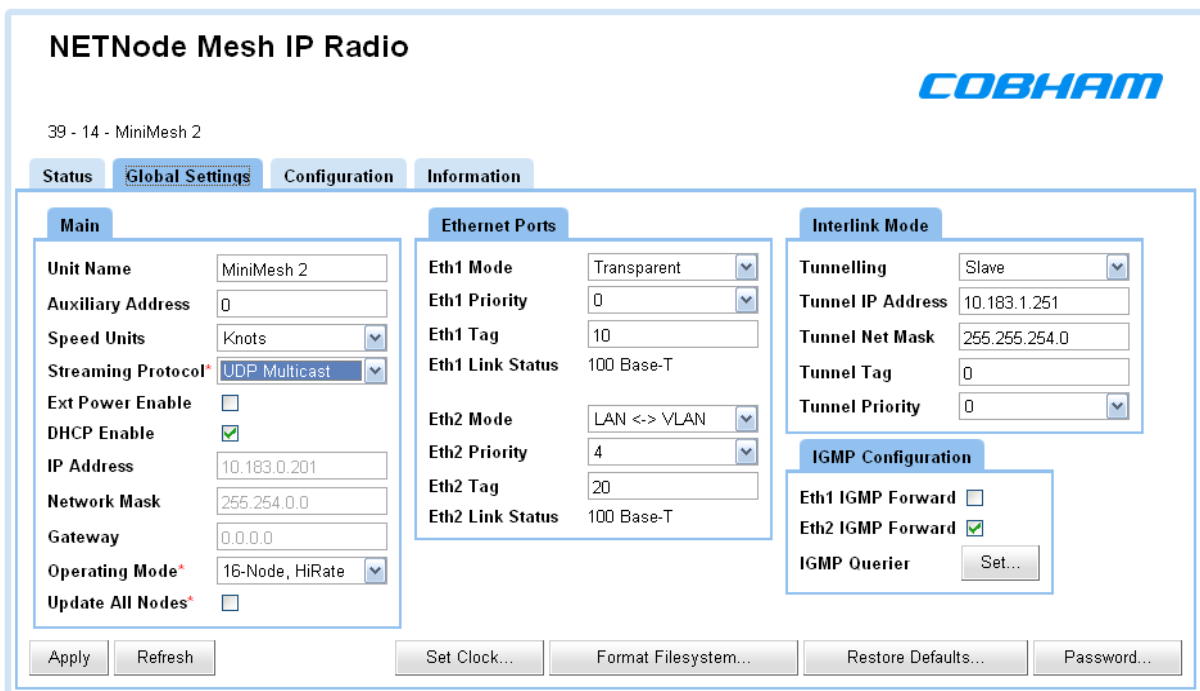 NETNode Mesh IP Radio
COBHAM
39 - 14 - MiniMesh 2
Status Global Settings Configuration Information
Main
Unit Name MiniMesh 2
Auxiliary Address 0
Speed Units Knots
Streaming Protocol* UDP Multicast
Ext Power Enable
DHCP Enable
IP Address 10.183.0.201
Network Mask 255.254.0.0
Gateway 0.0.0.0
Operating Mode* 16-Node, HiRate
Update All Nodes*
Ethernet Ports
Eth1 Mode Transparent
Eth1 Priority 0
Eth1 Tag 10
Eth1 Link Status 100 Base-T
Eth2 Mode LAN <-> VLAN
Eth2 Priority 4
Eth2 Tag 20
Eth2 Link Status 100 Base-T
Interlink Mode
Tunnelling Slave
Tunnel IP Address 10.183.1.251
Tunnel Net Mask 255.255.254.0
Tunnel Tag 0
Tunnel Priority 0
IGMP Configuration
Eth1 IGMP Forward
Eth2 IGMP Forward
IGMP Querier Set...
Apply Refresh Set Clock... Format Filesystem... Restore Defaults... Password...